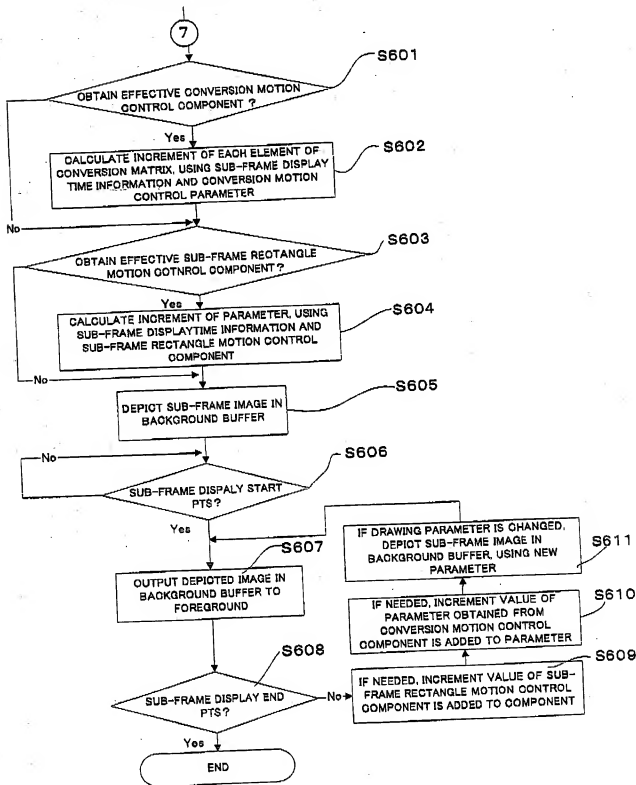 7
S601
OBTAIN EFFECTIVE CONVERSION MOTION
CONTROL COMPONENT ?
Yes
S602
CALCULATE INCREMENT OF EACH ELEMENT OF
CONVERSION MATRIX, USING SUB-FRAME DISPLAY
TIME INFORMATION AND CONVERSION MOTION
CONTROL PARAMETER
No
S603
OBTAIN EFFECTIVE SUB-FRAME RECTANGLE
MOTION COTNROL COMPONENT?
Yes
S604
CALCULATE INCREMENT OF PARAMETER, USING
SUB-FRAME DISPLAYTIME INFORMATION AND
SUB-FRAME RECTANGLE MOTION CONTROL
COMPONENT
No
S605
DEPICT SUB-FRAME IMAGE IN
BACKGROUND BUFFER
No
S606
SUB-FRAME DISPALY START
PTS?
Yes
S607
OUTPUT DEPIOTED IMAGE IN
BACKGROUND BUFFER TO
FOREGROUND
S608
SUB-FRAME DISPLAY END
PTS?
No
Yes
END
S609
IF NEEDED, INCREMENT VALUE OF SUB-
FRAME RECTANGLE MOTION CONTROL
COMPONENT IS ADDED TO COMPONENT
S610
IF NEEDED, INCREMENT VALUE OF
PARAMETER OBTAINED FROM
CONVERSION MOTION CONTROL
COMPONENT IS ADDED TO PARAMETER
S611
IF DRAWING PARAMETER IS CHANGED,
DEPICT SUB-FRAME IMAGE IN
BACKGROUND BUFFER, USING NEW
PARAMETER